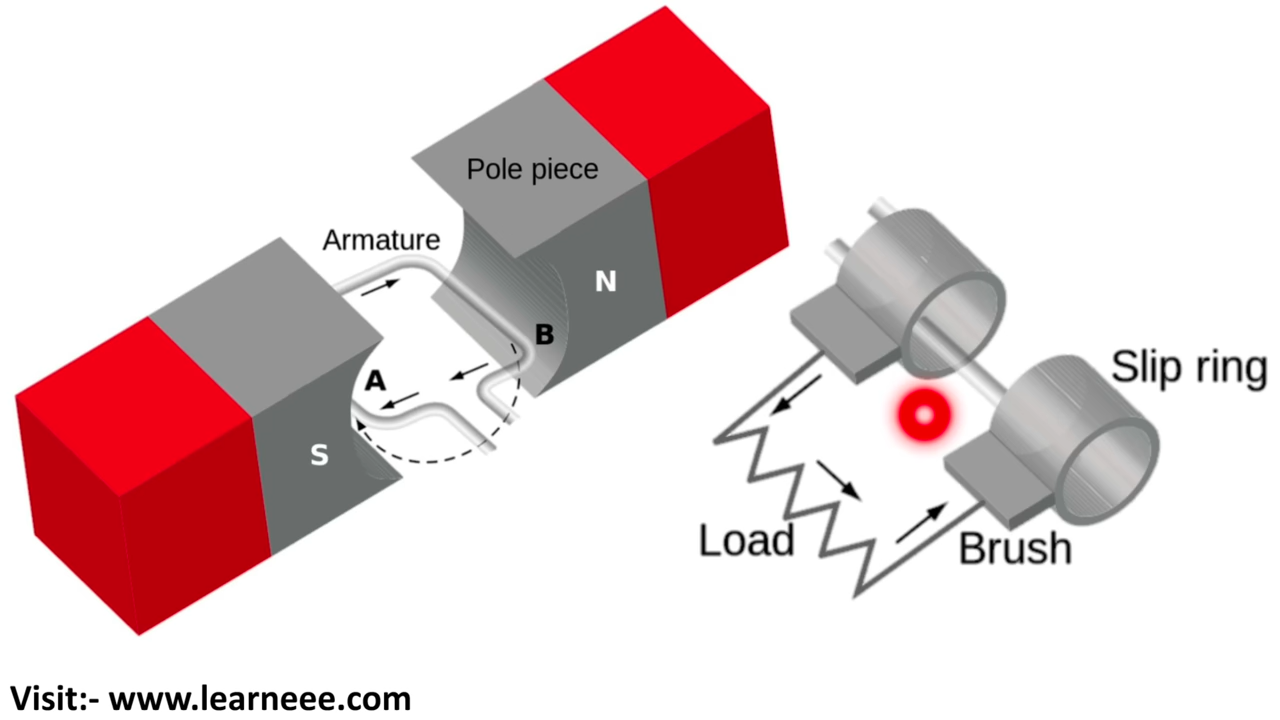 Pole piece
Armature
N
B
A
S
Slip ring
Load
Brush
Visit:- www.learneee.com